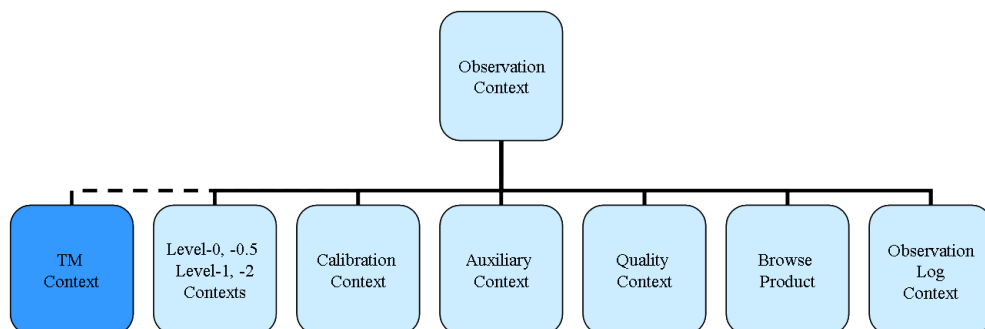 Observation
Context
TM
Context
Level-0, -0.5
Level-1, -2
Contexts
Calibration
Context
Auxiliary
Context
Quality
Context
Browse
Product
Observation
Log
Context